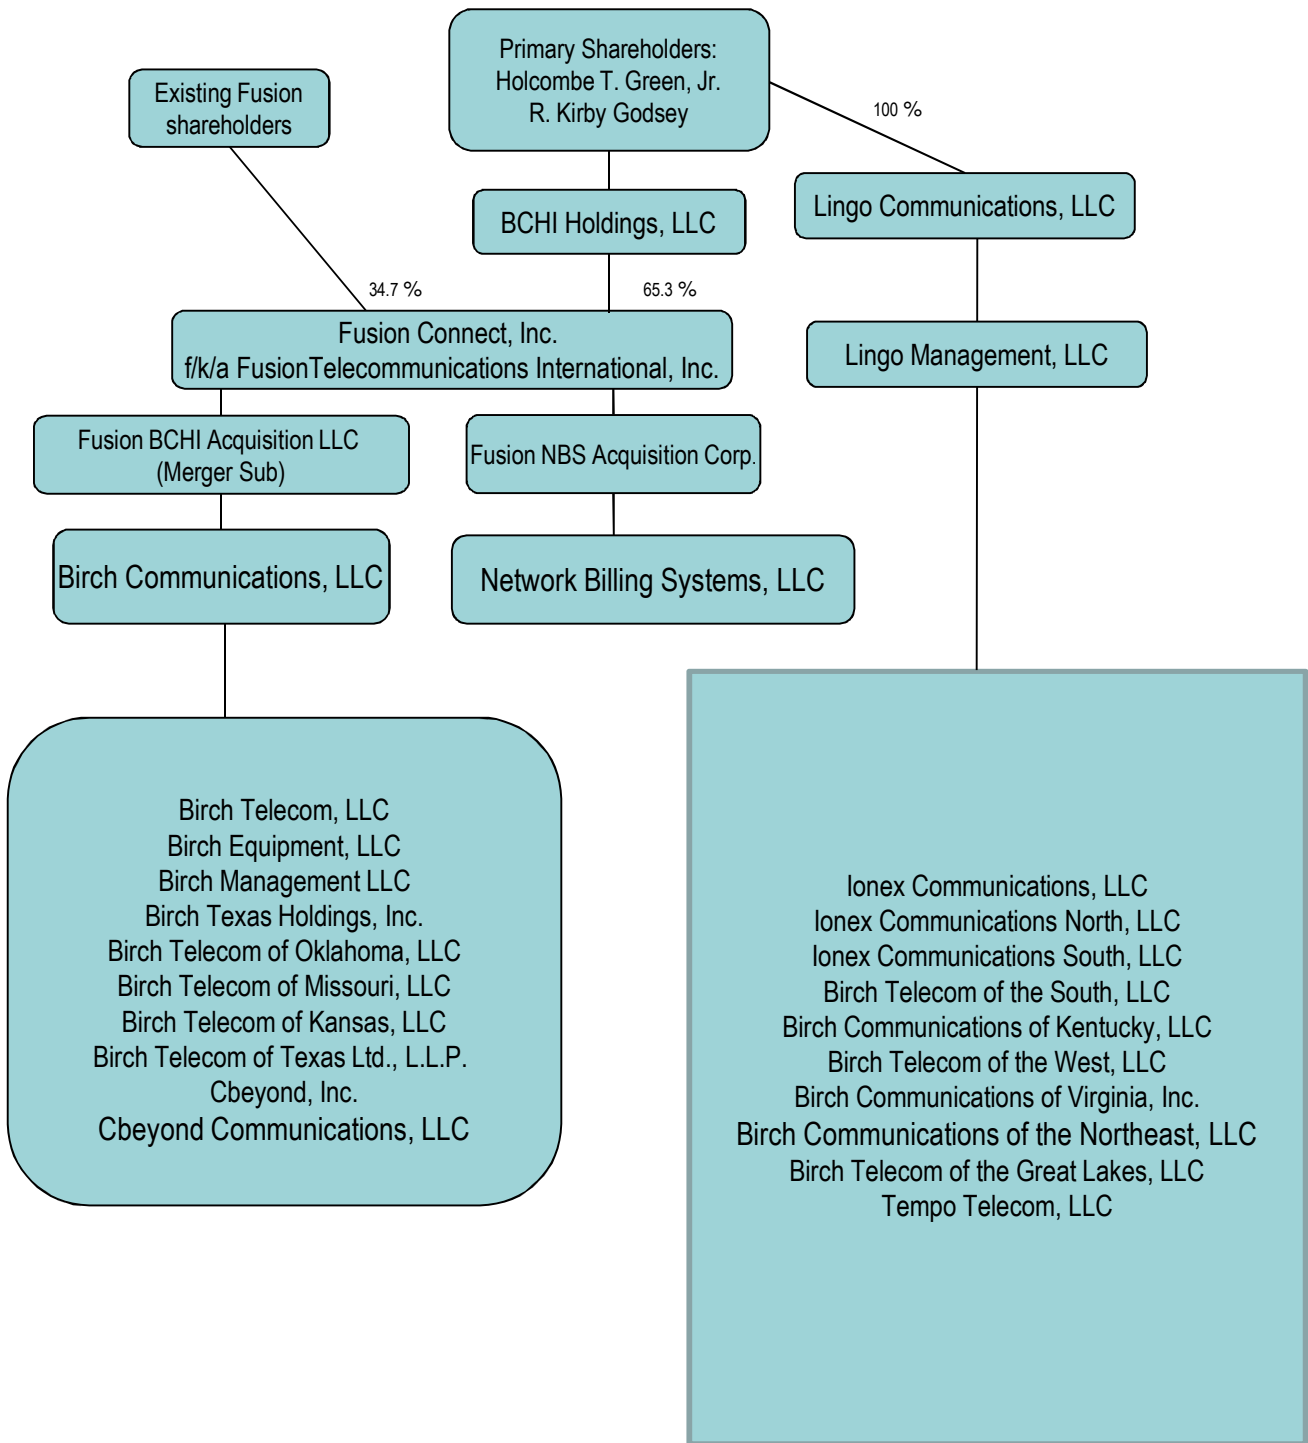 Primary Shareholders:
Holcombe T. Green, Jr.
R. Kirby Godsey
Existing Fusion
shareholders
100 %
BCHI Holdings, LLC
Lingo Communications, LLC
34.7 %
65.3 %
Fusion Connect, Inc.
f/k/a FusionTelecommunications International, Inc.
Lingo Management, LLC
Fusion BCHI Acquisition LLC
(Merger Sub)
Fusion NBS Acquisition Corp.
Birch Communications, LLC
Network Billing Systems, LLC
Birch Telecom, LLC
Birch Equipment, LLC
Birch Management LLC
Birch Texas Holdings, Inc.
Birch Telecom of Oklahoma, LLC
Birch Telecom of Missouri, LLC
Birch Telecom of Kansas, LLC
Birch Telecom of Texas Ltd., L.L.P.
Cbeyond, Inc.
Cbeyond Communications, LLC
Ionex Communications, LLC
Ionex Communications North, LLC
Ionex Communications South, LLC
Birch Telecom of the South, LLC
Birch Communications of Kentucky, LLC
Birch Telecom of the West, LLC
Birch Communications of Virginia, Inc.
Birch Communications of the Northeast, LLC
Birch Telecom of the Great Lakes, LLC
Tempo Telecom, LLC